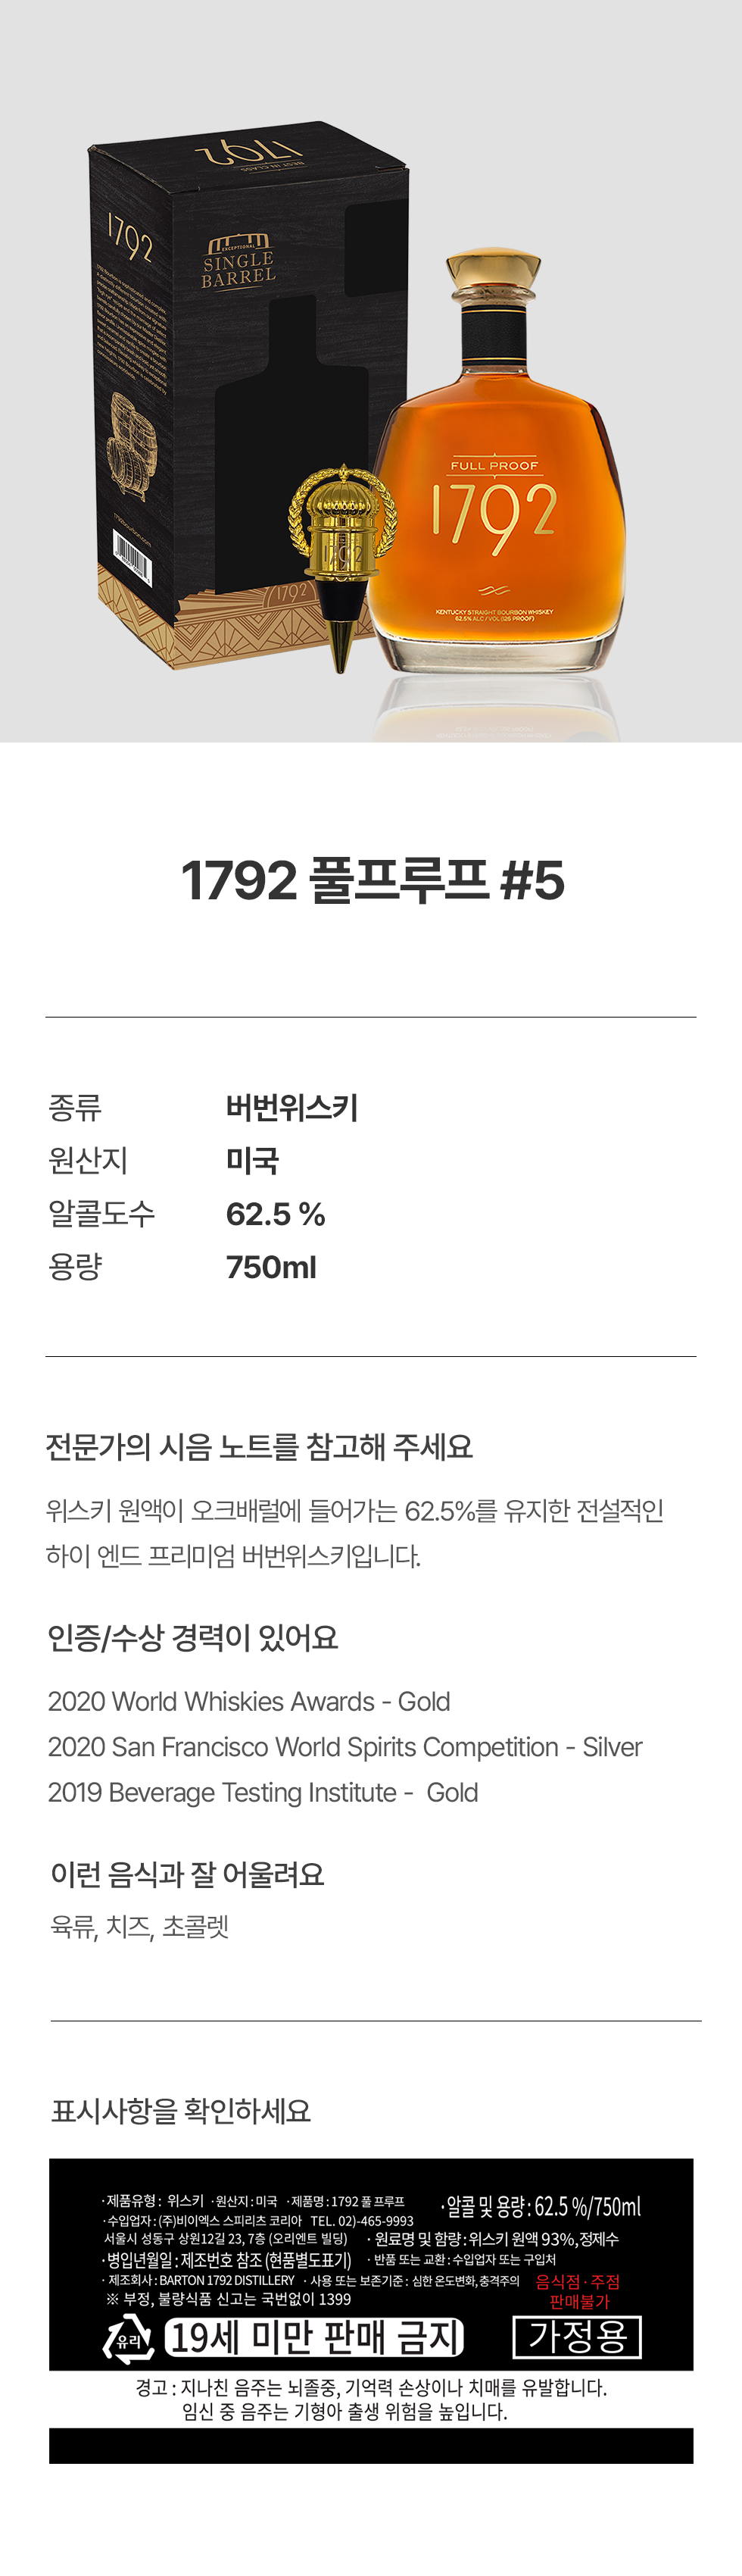 1792
BEST IN CLASS
1792
EXCEPTIONAL
SINGLE
BARREL
1792bourbon.com
1792
1792
FULL PROOF
1792
KENTUCKY STRAIGHT BOURBON WHISKEY
62.5% ALC / VOL (125 PROOF)
1792 풀프루프 #5
종류 버번위스키
원산지 미국
알콜도수 62.5 %
용량 750ml
전문가의 시음 노트를 참고해 주세요
위스키 원액이 오크배럴에 들어가는 62.5%를 유지한 전설적인
하이 엔드 프리미엄 버번위스키입니다.
인증/수상 경력이 있어요
2020 World Whiskies Awards - Gold
2020 San Francisco World Spirits Competition - Silver
2019 Beverage Testing Institute - Gold
이런 음식과 잘 어울려요
육류, 치즈, 초콜렛
표시사항을 확인하세요
·제품유형 : 위스키 ·원산지 : 미국 ·제품명 : 1792 풀 프루프 ·알콜 및 용량 : 62.5 %/750ml
·수입업자 : (주)비이엑스 스피리츠 코리아 TEL. 02)-465-9993
서울시 성동구 상원12길 23, 7층 (오리엔트 빌딩) · 원료명 및 함량 : 위스키 원액 93%,정제수
·병입년월일 : 제조번호 참조 (현품별도표기) · 반품 또는 교환 : 수입업자 또는 구입처
· 제조회사 : BARTON 1792 DISTILLERY · 사용 또는 보존기준 : 심한 온도변화,충격주의 음식점 · 주점
※ 부정, 불량식품 신고는 국번없이 1399 판매불가
유리 19세 미만 판매 금지 가정용
경고 : 지나친 음주는 뇌졸중, 기억력 손상이나 치매를 유발합니다.
임신 중 음주는 기형아 출생 위험을 높입니다.